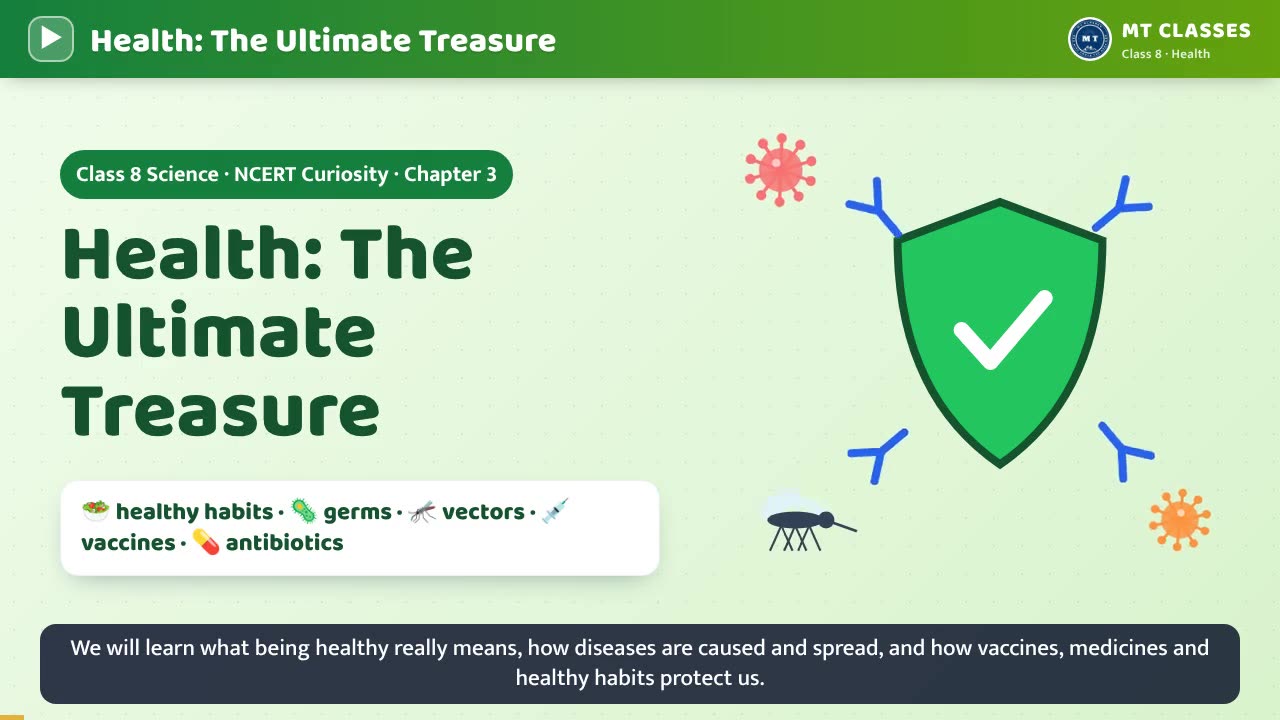 Health: The Ultimate Treasure
MT
MT CLASSES
Class 8 · Health
Class 8 Science · NCERT Curiosity · Chapter 3
Health: The
Ultimate
Treasure
🥗 healthy habits · 🦠 germs · 🦟 vectors · 💉
vaccines · 💊 antibiotics
We will learn what being healthy really means, how diseases are caused and spread, and how vaccines, medicines and
healthy habits protect us.